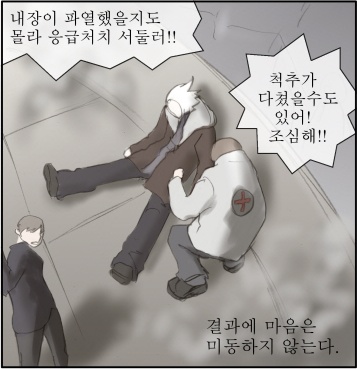 내장이 파열했을지도
몰라 응급처치 서둘러!!
척추가
다쳤을수도
있어!
조심해!!
결과에 마음은
미동하지 않는다.